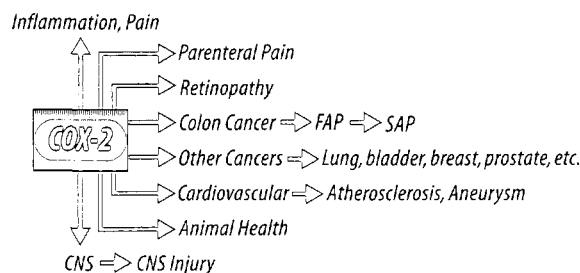 Inflammation, Pain
Parenteral Pain
Retinopathy
COX-2
Colon Cancer FAP SAP
Other Cancers Lung, bladder, breast, prostate, etc.
Cardiovascular Atherosclerosis, Aneurysm
Animal Health
CNS CNS Injury